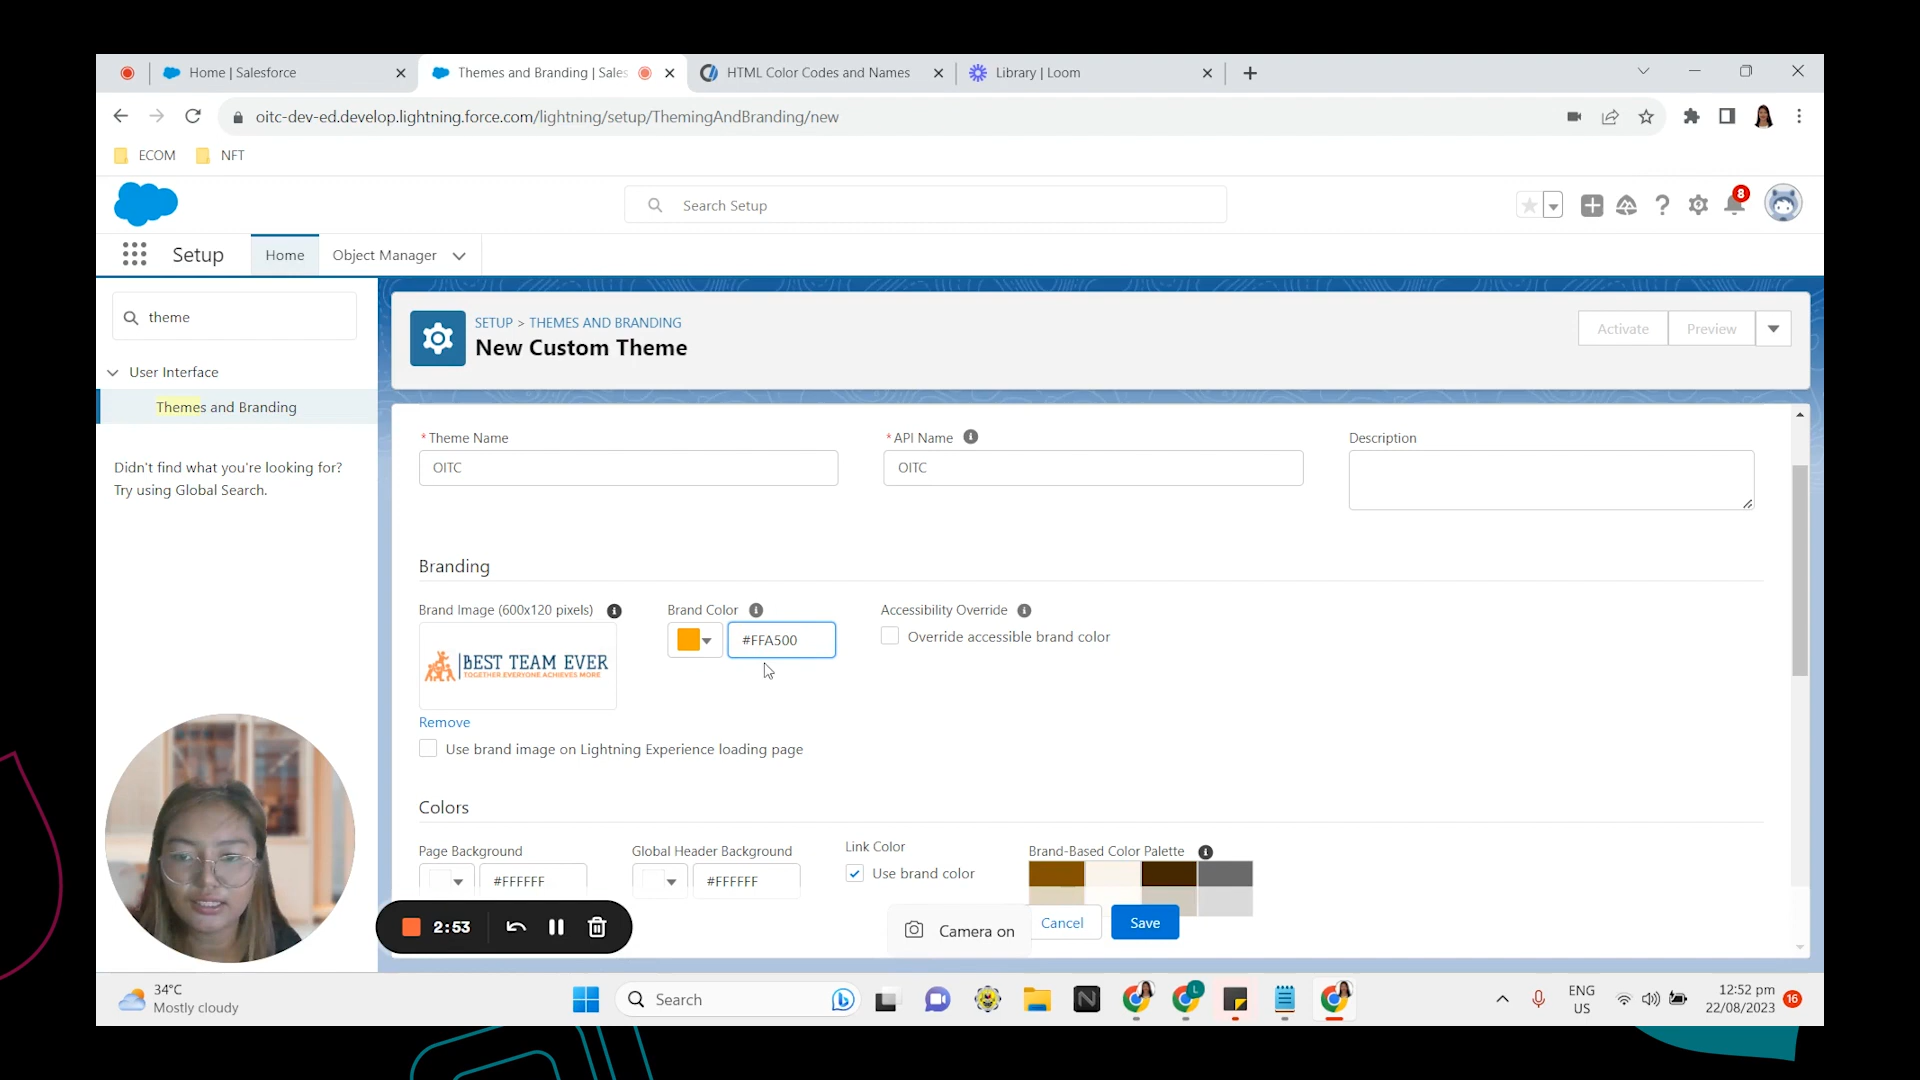 Home | Salesforce
Themes and Branding | Sales
HTML Color Codes and Names
Library | Loom
oitc-dev-ed.develop.lightning.force.com/lightning/setup/ThemingAndBranding/new
ECOM
NFT
Search Setup
8
Setup
Home
Object Manager
theme
User Interface
Themes and Branding
Didn't find what you're looking for?
Try using Global Search.
SETUP > THEMES AND BRANDING
New Custom Theme
Activate
Preview
* Theme Name
* API Name
Description
OITC
OITC
Branding
Brand Image (600x120 pixels)
Brand Color
Accessibility Override
#FFA500
Override accessible brand color
BEST TEAM EVER
TOGETHER EVERYONE ACHIEVES MORE
Remove
Use brand image on Lightning Experience loading page
Colors
Page Background
Global Header Background
Link Color
Brand-Based Color Palette
#FFFFFF
#FFFFFF
Use brand color
2:53
Camera on
Cancel
Save
34°C
Mostly cloudy
Search
L
ENG
US
12:52 pm
22/08/2023
16